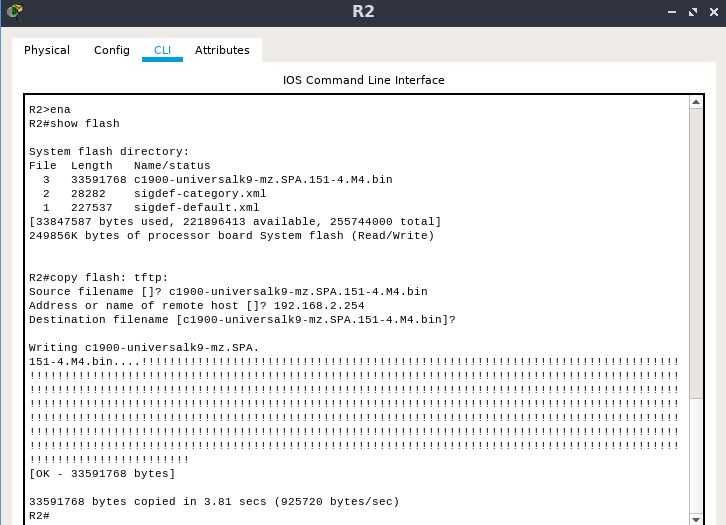 R2
Physical Config CLI Attributes
IOS Command Line Interface
R2>ena
R2#show flash
System flash directory:
File  Length   Name/status
  3   33591768 c1900-universalk9-mz.SPA.151-4.M4.bin
  2   28282    sigdef-category.xml
  1   227537   sigdef-default.xml
[33847587 bytes used, 221896413 available, 255744000 total]
249856K bytes of processor board System flash (Read/Write)
R2#copy flash: tftp:
Source filename []? c1900-universalk9-mz.SPA.151-4.M4.bin
Address or name of remote host []? 192.168.2.254
Destination filename [c1900-universalk9-mz.SPA.151-4.M4.bin]?
Writing c1900-universalk9-mz.SPA.
151-4.M4.bin....!!!!!!!!!!!!!!!!!!!!!!!!!!!!!!!!!!!!!!!!!!!!!!!!!!!!!!!!!!!!!!!!!!!!!!!!!!!!!
!!!!!!!!!!!!!!!!!!!!!!!!!!!!!!!!!!!!!!!!!!!!!!!!!!!!!!!!!!!!!!!!!!!!!!!!!!!!!!!!!!!!!!!!!!!!!
!!!!!!!!!!!!!!!!!!!!!!!!!!!!!!!!!!!!!!!!!!!!!!!!!!!!!!!!!!!!!!!!!!!!!!!!!!!!!!!!!!!!!!!!!!!!!
!!!!!!!!!!!!!!!!!!!!!!!!!!!!!!!!!!!!!!!!!!!!!!!!!!!!!!!!!!!!!!!!!!!!!!!!!!!!!!!!!!!!!!!!!!!!!
!!!!!!!!!!!!!!!!!!!!!!!!!!!!!!!!!!!!!!!!!!!!!!!!!!!!!!!!!!!!!!!!!!!!!!!!!!!!!!!!!!!!!!!!!!!!!
!!!!!!!!!!!!!!!!!!!!!!!!!!!!!!!!!!!!!!!!!!!!!!!!!!!!!!!!!!!!!!!!!!!!!!!!!!!!!!!!!!!!!!!!!!!!!
!!!!!!!!!!!!!!!!!!!!!!!!!!!!!!!!!!!!!!!!!!!!!!!!!!!!!!!!!!!!!!!!!!!!!!!!!!!!!!!!!!!!!!!!!!!!!
!!!!!!!!!!!!!!!!!!!!!!!
[OK - 33591768 bytes]
33591768 bytes copied in 3.81 secs (925720 bytes/sec)
R2#